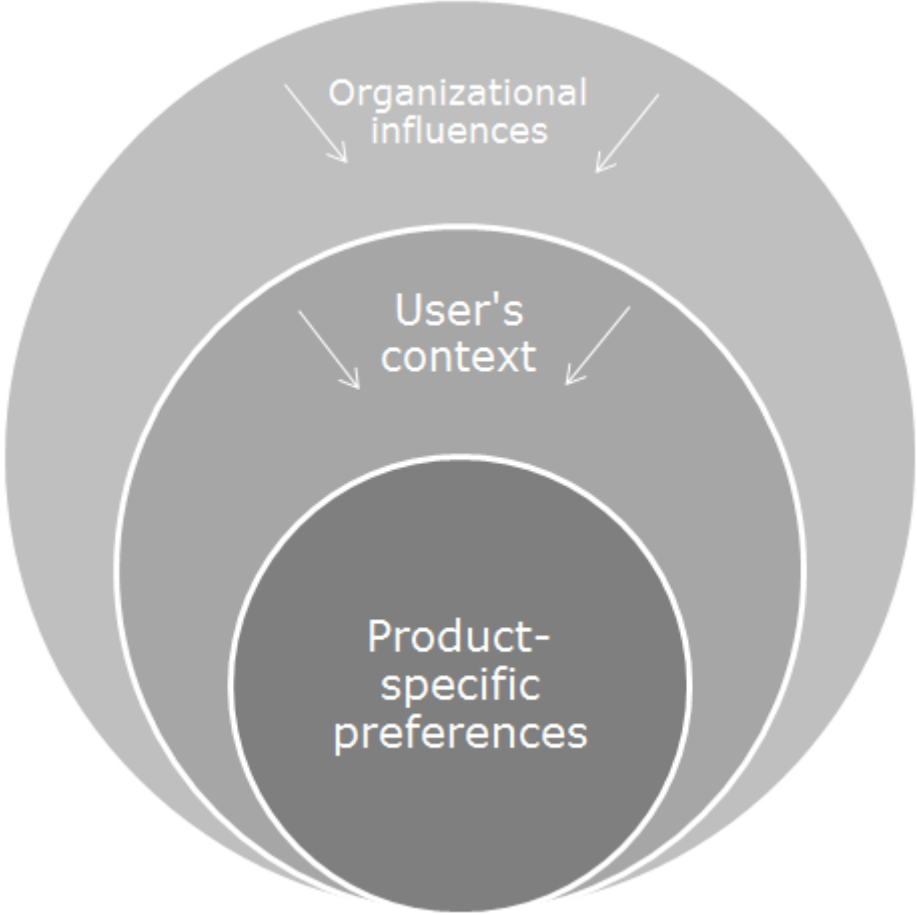 Organizational
influences
User's
context
Product-
specific
preferences